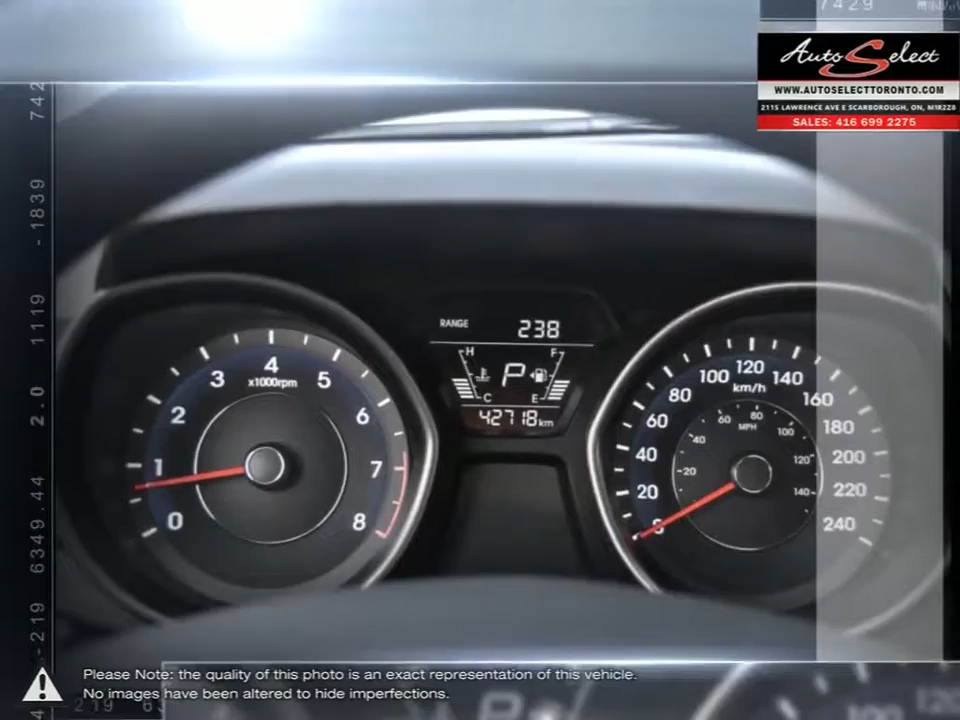 7429
Auto Select
WWW.AUTOSELECTTORONTO.COM
2115 LAWRENCE AVE E SCARBOROUGH, ON, M1R2Z8
SALES: 416 699 2275
742
- 1839
1119
2.0
6349.44
-219
RANGE 238
H F
P
C E
42718km
0 1 2 3 4 5 6 7 8
x1000rpm
20 40 60 80 100 120 140 160 180 200 220 240
km/h
20 40 60 80 100 120 140
MPH
Please Note: the quality of this photo is an exact representation of this vehicle.
No images have been altered to hide imperfections.
219 63
P
100 120